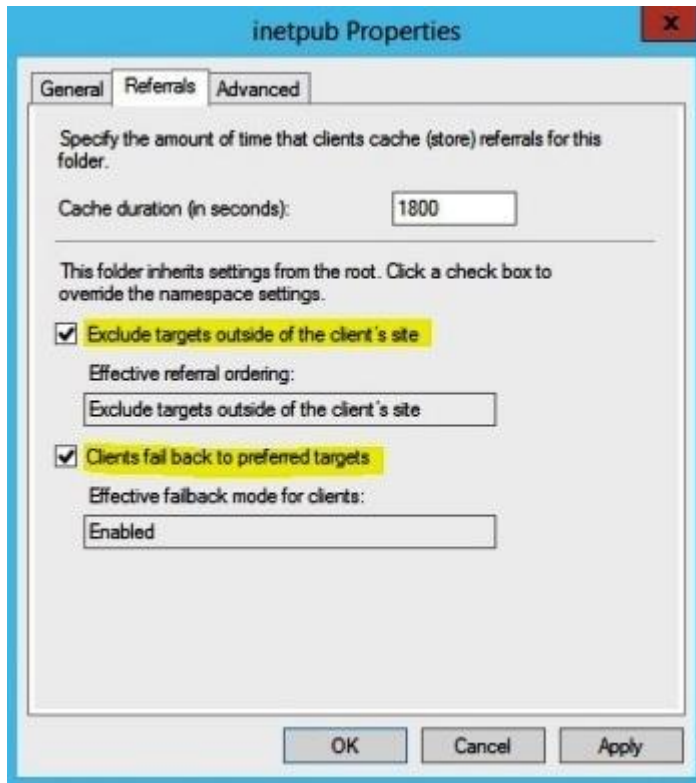 inetpub Properties
x
General Referrals Advanced
Specify the amount of time that clients cache (store) referrals for this
folder.
Cache duration (in seconds): 1800
This folder inherits settings from the root. Click a check box to
override the namespace settings.
Exclude targets outside of the client's site
Effective referral ordering:
Exclude targets outside of the client's site
Clients fail back to preferred targets
Effective failback mode for clients:
Enabled
OK Cancel Apply